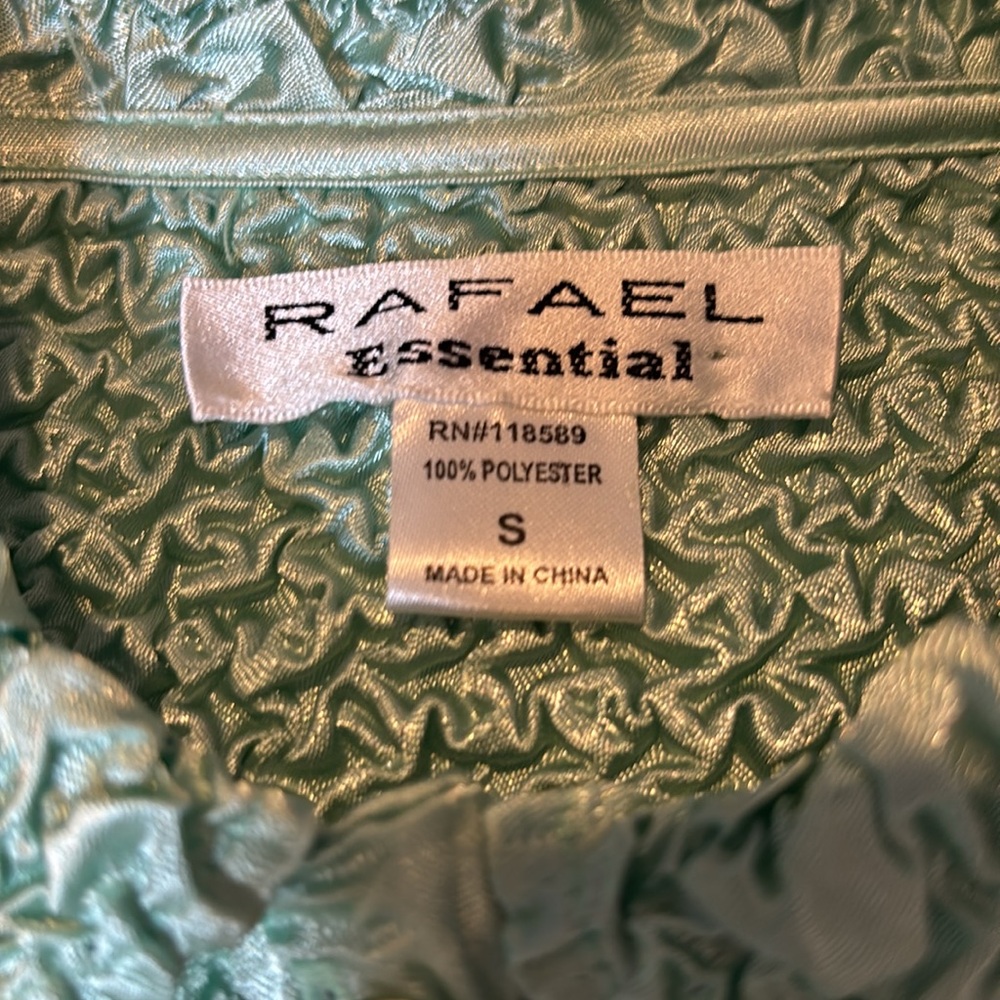 RAFAEL
Essential
RN#118589
100% POLYESTER
S
MADE IN CHINA